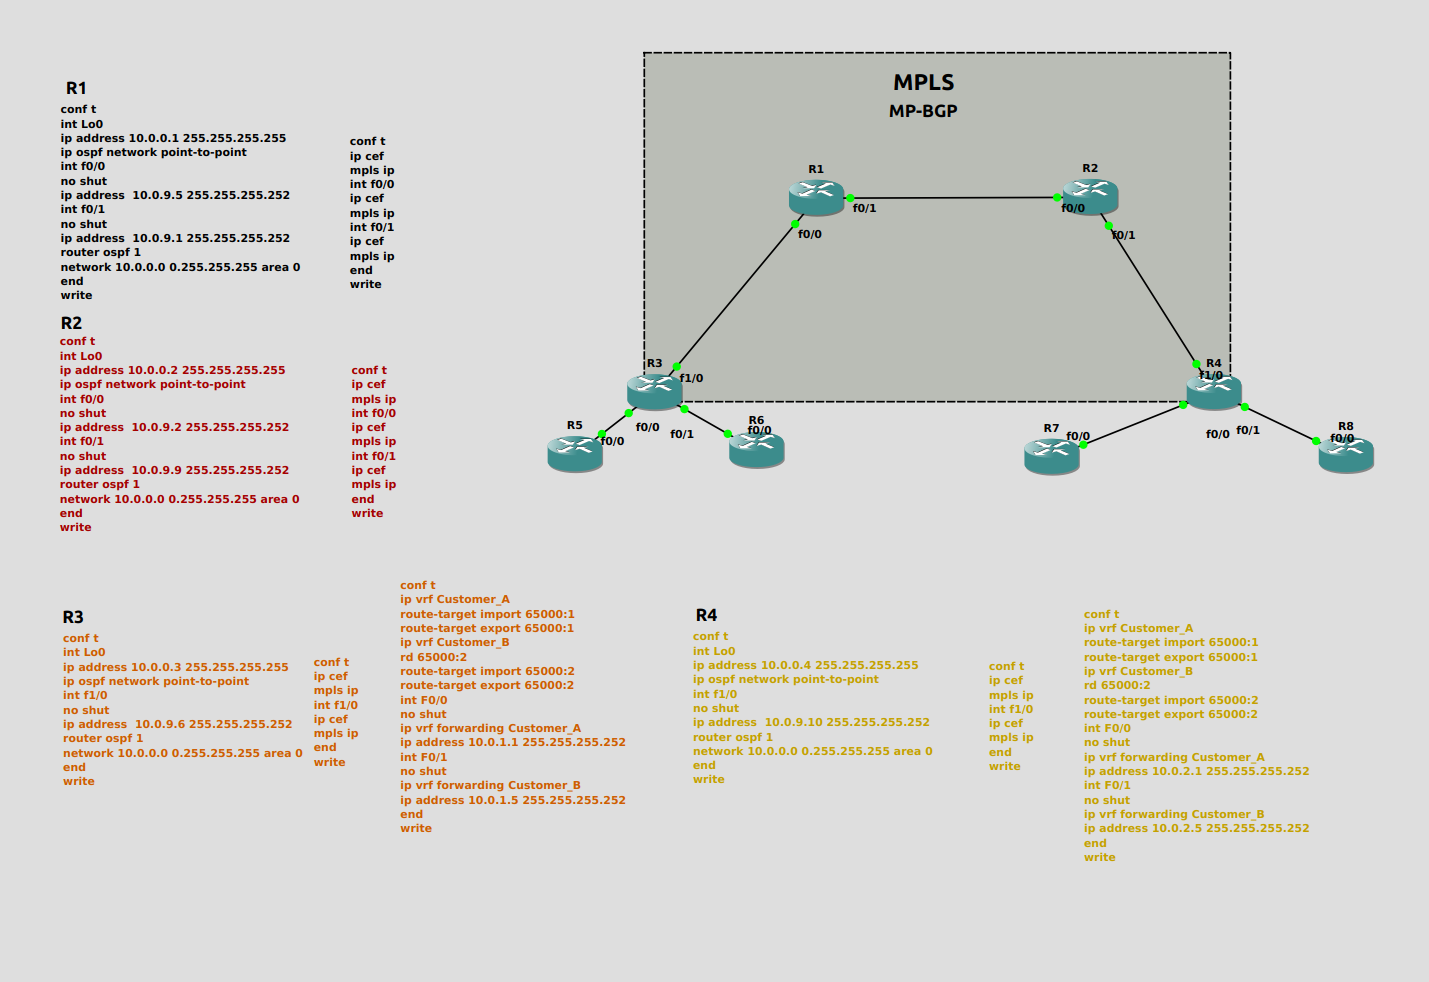 R1
conf t
int Lo0
ip address 10.0.0.1 255.255.255.255
ip ospf network point-to-point
int f0/0
no shut
ip address  10.0.9.5 255.255.255.252
int f0/1
no shut
ip address  10.0.9.1 255.255.255.252
router ospf 1
network 10.0.0.0 0.255.255.255 area 0
end
write
conf t
ip cef
mpls ip
int f0/0
ip cef
mpls ip
int f0/1
ip cef
mpls ip
end
write
R2
conf t
int Lo0
ip address 10.0.0.2 255.255.255.255
ip ospf network point-to-point
int f0/0
no shut
ip address  10.0.9.2 255.255.255.252
int f0/1
no shut
ip address  10.0.9.9 255.255.255.252
router ospf 1
network 10.0.0.0 0.255.255.255 area 0
end
write
conf t
ip cef
mpls ip
int f0/0
ip cef
mpls ip
int f0/1
ip cef
mpls ip
end
write
MPLS
MP-BGP
R1
f0/1
f0/0
R2
f0/0
f0/1
R3
f1/0
f0/0
f0/1
R4
f1/0
f0/0
f0/1
R5
f0/0
R6
f0/0
R7
f0/0
R8
f0/0
R3
conf t
int Lo0
ip address 10.0.0.3 255.255.255.255
ip ospf network point-to-point
int f1/0
no shut
ip address  10.0.9.6 255.255.255.252
router ospf 1
network 10.0.0.0 0.255.255.255 area 0
end
write
conf t
ip cef
mpls ip
int f1/0
ip cef
mpls ip
end
write
conf t
ip vrf Customer_A
route-target import 65000:1
route-target export 65000:1
ip vrf Customer_B
rd 65000:2
route-target import 65000:2
route-target export 65000:2
int F0/0
no shut
ip vrf forwarding Customer_A
ip address 10.0.1.1 255.255.255.252
int F0/1
no shut
ip vrf forwarding Customer_B
ip address 10.0.1.5 255.255.255.252
end
write
R4
conf t
int Lo0
ip address 10.0.0.4 255.255.255.255
ip ospf network point-to-point
int f1/0
no shut
ip address  10.0.9.10 255.255.255.252
router ospf 1
network 10.0.0.0 0.255.255.255 area 0
end
write
conf t
ip cef
mpls ip
int f1/0
ip cef
mpls ip
end
write
conf t
ip vrf Customer_A
route-target import 65000:1
route-target export 65000:1
ip vrf Customer_B
rd 65000:2
route-target import 65000:2
route-target export 65000:2
int F0/0
no shut
ip vrf forwarding Customer_A
ip address 10.0.2.1 255.255.255.252
int F0/1
no shut
ip vrf forwarding Customer_B
ip address 10.0.2.5 255.255.255.252
end
write